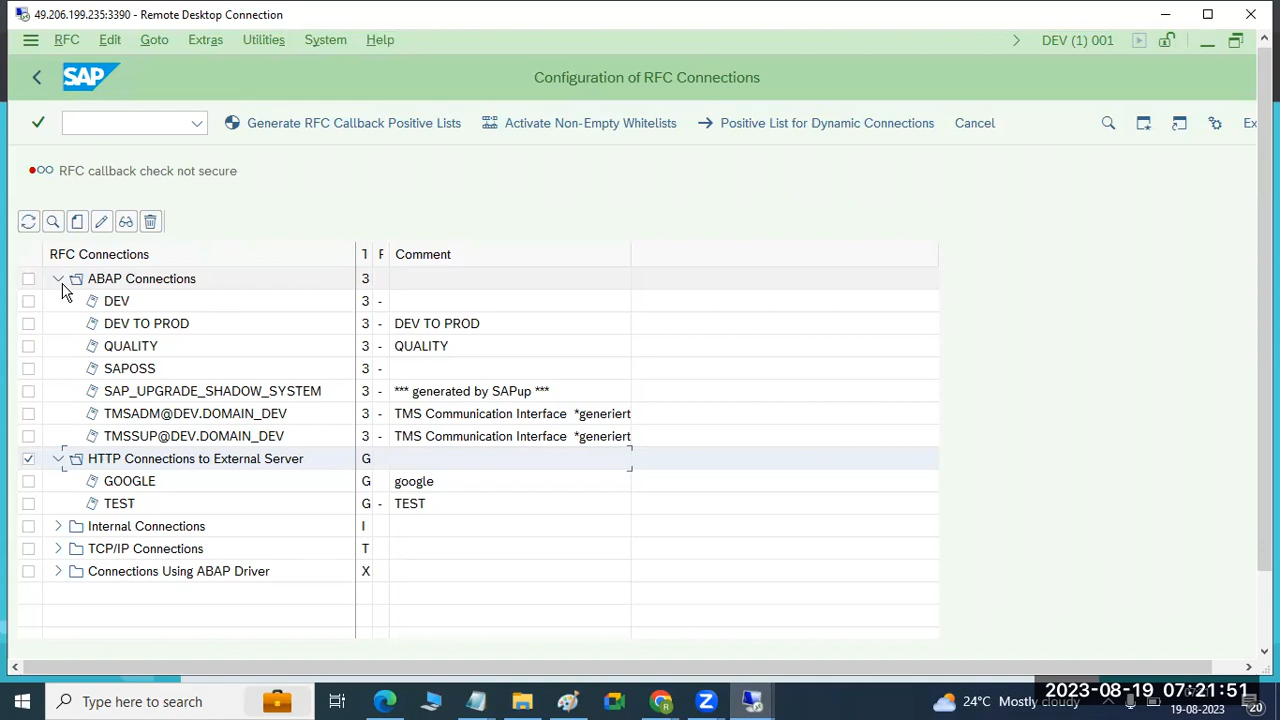 49.206.199.235:3390 - Remote Desktop Connection
RFC Edit Goto Extras Utilities System Help DEV (1) 001
SAP Configuration of RFC Connections
Generate RFC Callback Positive Lists Activate Non-Empty Whitelists Positive List for Dynamic Connections Cancel Ex
RFC callback check not secure
RFC Connections T F Comment
ABAP Connections 3
DEV 3 -
DEV TO PROD 3 - DEV TO PROD
QUALITY 3 - QUALITY
SAPOSS 3 -
SAP_UPGRADE_SHADOW_SYSTEM 3 - *** generated by SAPup ***
TMSADM@DEV.DOMAIN_DEV 3 - TMS Communication Interface *generiert
TMSSUP@DEV.DOMAIN_DEV 3 - TMS Communication Interface *generiert
HTTP Connections to External Server G
GOOGLE G google
TEST G - TEST
Internal Connections I
TCP/IP Connections T
Connections Using ABAP Driver X
Type here to search 24°C Mostly cloudy 2023-08-19 07:21:51
19-08-2023 20